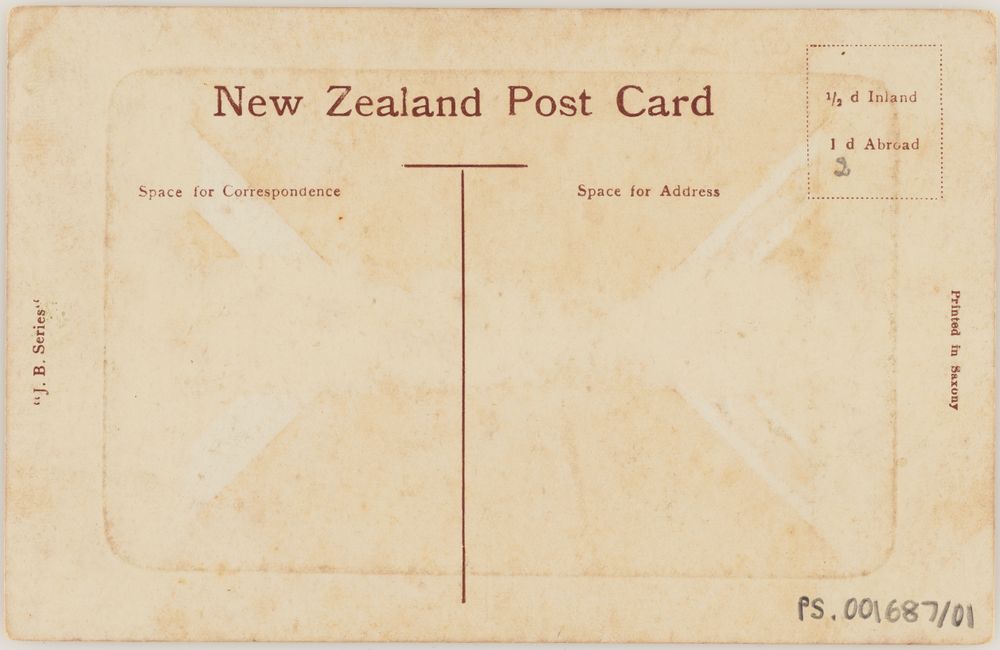 New Zealand Post Card
½ d Inland
1 d Abroad
2
Space for Correspondence
Space for Address
"J. B. Series"
Printed in Saxony
PS.001687/01